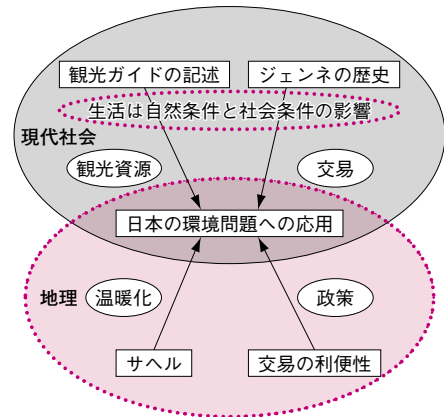 観光ガイドの記述
ジェンネの歴史
生活は自然条件と社会条件の影響
現代社会
観光資源
交易
日本の環境問題への応用
地理
温暖化
政策
サヘル
交易の利便性